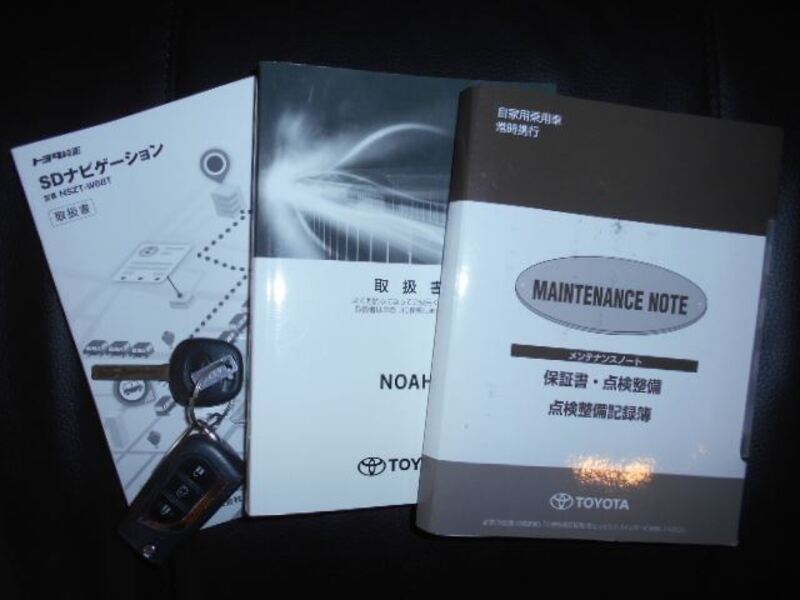 トヨタ純正
SDナビゲーション
型番 NSZT-W68T
取扱書
取扱書
NOAH
TOYO
自家用乗用車
常時携行
MAINTENANCE NOTE
メンテナンスノート
保証書・点検整備
点検整備記録簿
TOYOTA